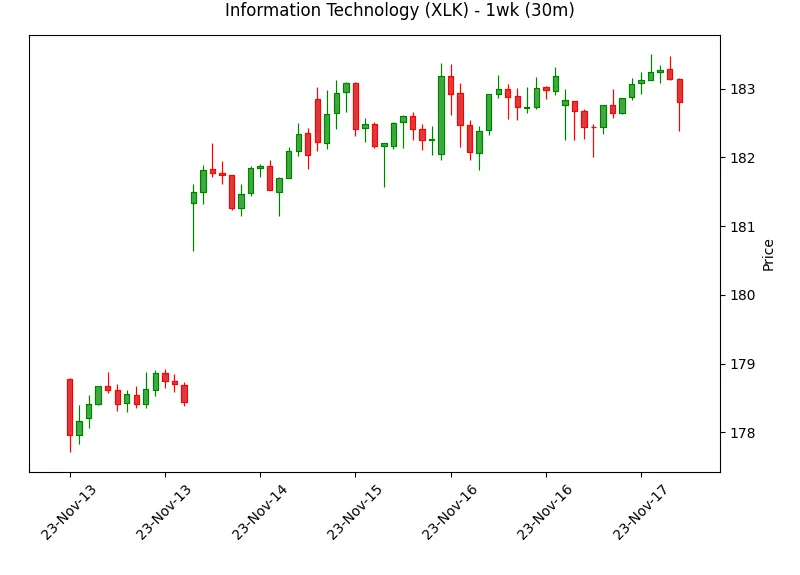 Information Technology (XLK) - 1wk (30m)
183
182
181
180
179
178
Price
23-Nov-13
23-Nov-13
23-Nov-14
23-Nov-15
23-Nov-16
23-Nov-16
23-Nov-17